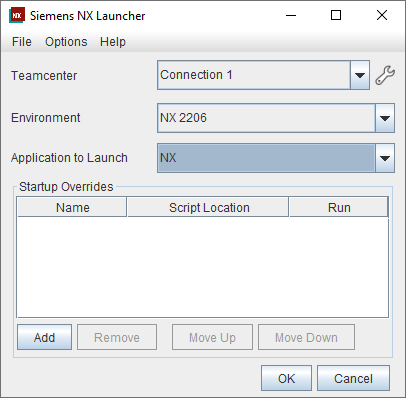 NX Siemens NX Launcher
File Options Help
Teamcenter Connection 1
Environment NX 2206
Application to Launch NX
Startup Overrides
Name Script Location Run
Add Remove Move Up Move Down
OK Cancel